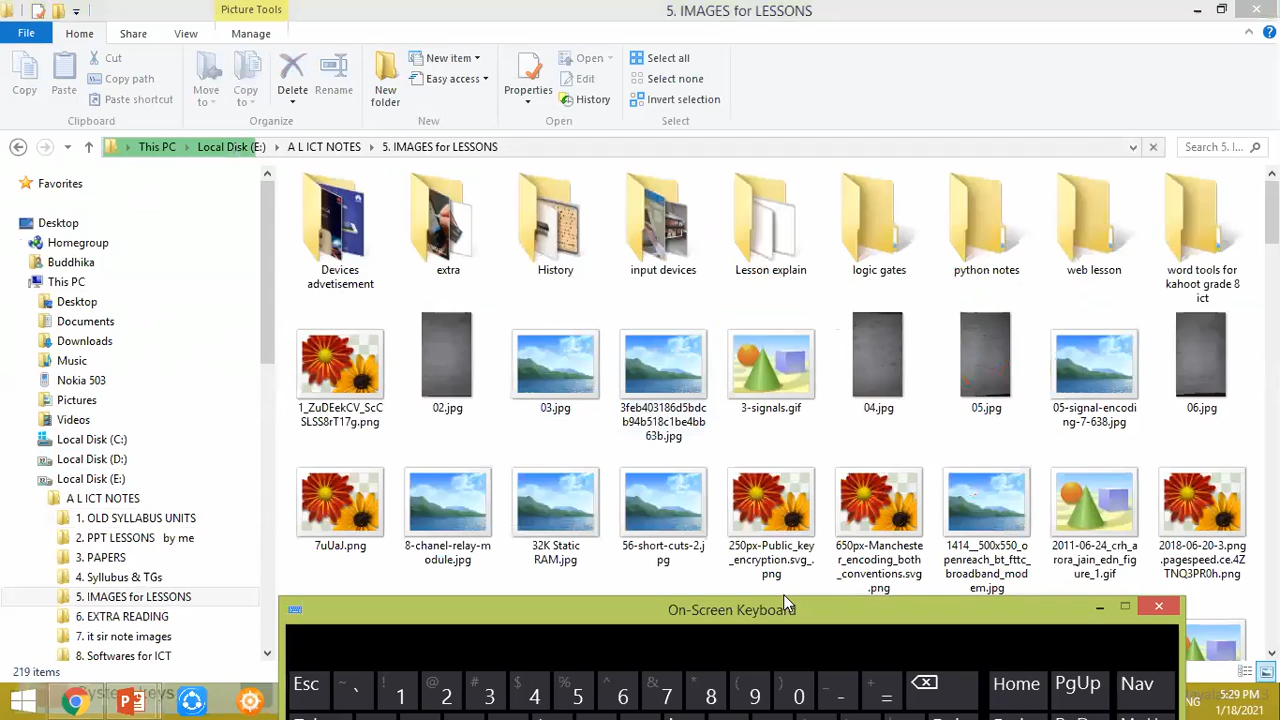 Picture Tools
5. IMAGES for LESSONS
File Home Share View Manage
Copy
Paste
Cut
Copy path
Paste shortcut
Move to
Copy to
Delete
Rename
New folder
New item
Easy access
Properties
Open
Edit
History
Select all
Select none
Invert selection
Clipboard Organize New Open Select
This PC Local Disk (E:) A L ICT NOTES 5. IMAGES for LESSONS
Search 5. I...
Favorites
Desktop
Homegroup
Buddhika
This PC
Desktop
Documents
Downloads
Music
Nokia 503
Pictures
Videos
Local Disk (C:)
Local Disk (D:)
Local Disk (E:)
A L ICT NOTES
1. OLD SYLLABUS UNITS
2. PPT LESSONS by me
3. PAPERS
4. Syllubus & TGs
5. IMAGES for LESSONS
6. EXTRA READING
7. it sir note images
8. Softwares for ICT
Devices
advetisement
extra
History
input devices
Lesson explain
logic gates
python notes
web lesson
word tools for
kahoot grade 8
ict
1_ZuDEekCV_ScC
SLSS8rT17g.png
02.jpg
03.jpg
3feb403186d5bdc
b94b518c1be4bb
63b.jpg
3-signals.gif
04.jpg
05.jpg
05-signal-encodi
ng-7-638.jpg
06.jpg
7uUaJ.png
8-chanel-relay-m
odule.jpg
32K Static
RAM.jpg
56-short-cuts-2.j
pg
250px-Public_key
_encryption.svg_.
png
650px-Mancheste
r_encoding_both
_conventions.svg
.png
1414__500x550_o
penreach_bt_fttc_
broadband_mod
em.jpg
2011-06-24_crh_a
rora_jain_edn_fig
ure_1.gif
2018-06-20-3.png
.pagespeed.ce.4Z
TNQ3PR0h.png
219 items
On-Screen Keyboard
Esc ~ ` ! 1 @ 2 # 3 $ 4 % 5 ^ 6 & 7 * 8 ( 9 ) 0 _ - + = Home PgUp Nav
5:29 PM
1/18/2021